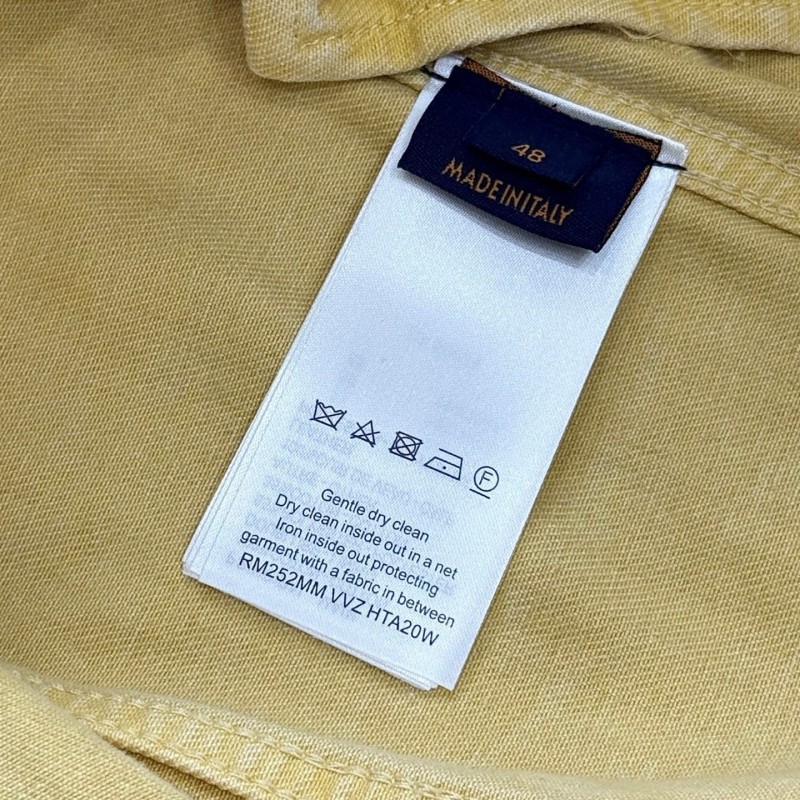 48
MADEINITALY
F
Gentle dry clean
Dry clean inside out in a net
Iron inside out protecting
garment with a fabric in between
RM252MM VVZ HTA20W